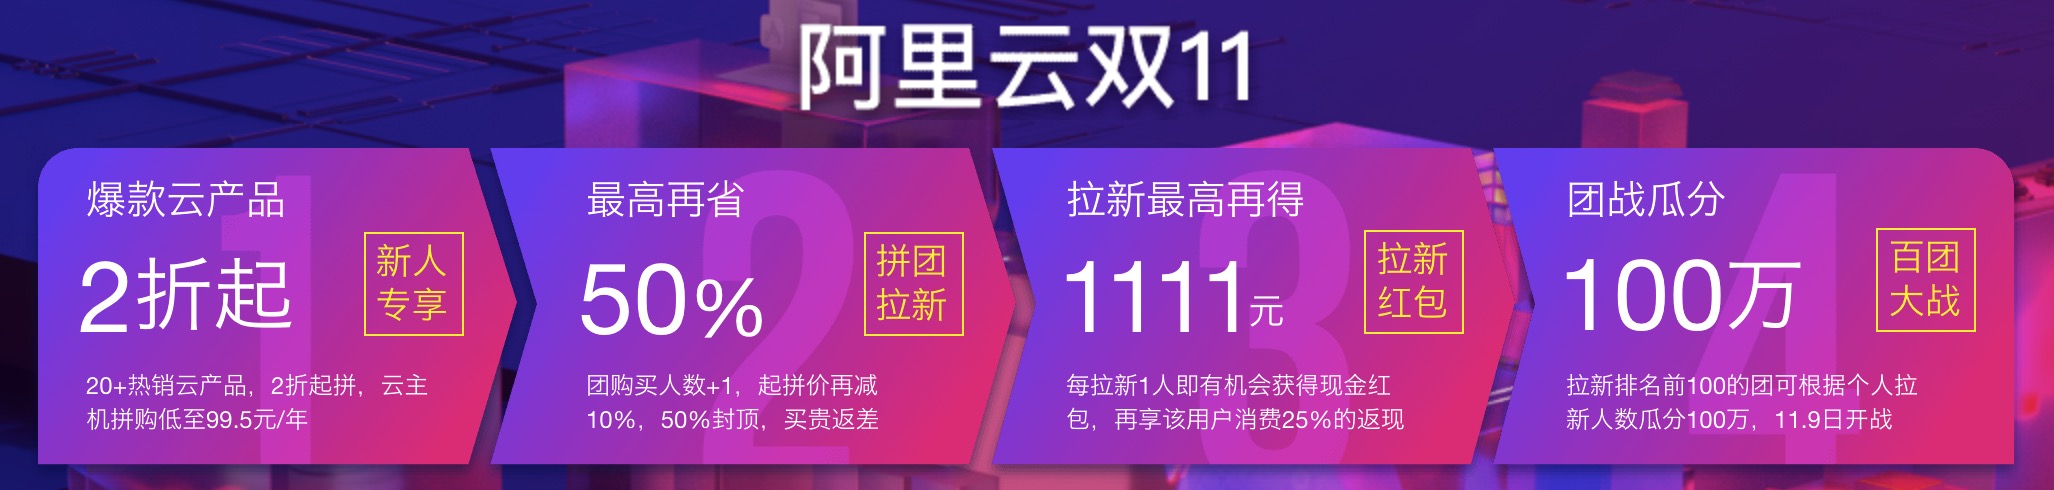 阿里云双11
1
爆款云产品
2折起
新人
专享
20+热销云产品，2折起拼，云主
机拼购低至99.5元/年
2
最高再省
50%
拼团
拉新
团购买人数+1，起拼价再减
10%，50%封顶，买贵返差
3
拉新最高再得
1111元
拉新
红包
每拉新1人即有机会获得现金红
包，再享该用户消费25%的返现
4
团战瓜分
100万
百团
大战
拉新排名前100的团可根据个人拉
新人数瓜分100万，11.9日开战